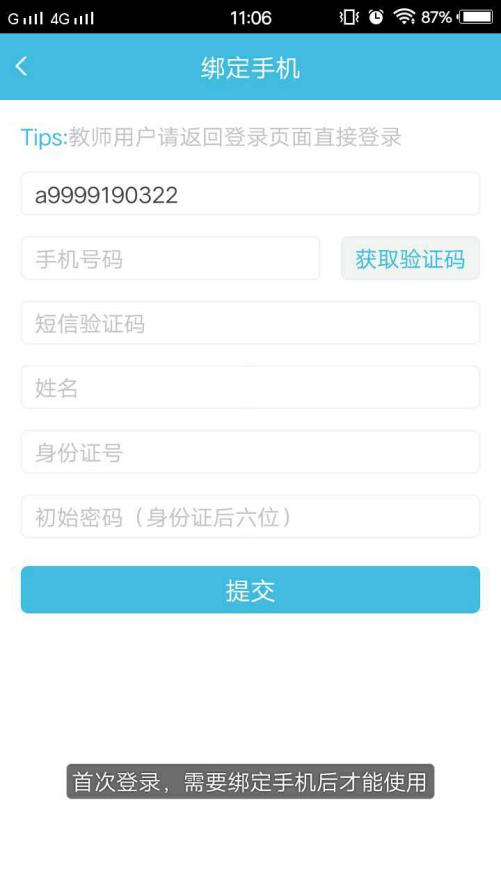 G 4G 11:06 87%
绑定手机
Tips:教师用户请返回登录页面直接登录
a9999190322
手机号码 获取验证码
短信验证码
姓名
身份证号
初始密码（身份证后六位）
提交
首次登录，需要绑定手机后才能使用